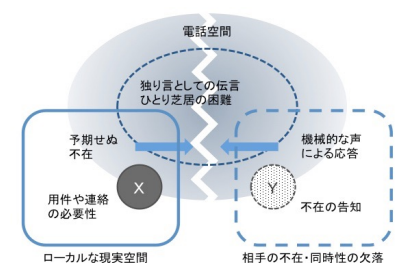 電話空間
独り言としての伝言
ひとり芝居の困難
予期せぬ
不在
機械的な声
による応答
X
Y
用件や連絡
の必要性
不在の告知
ローカルな現実空間
相手の不在・同時性の欠落